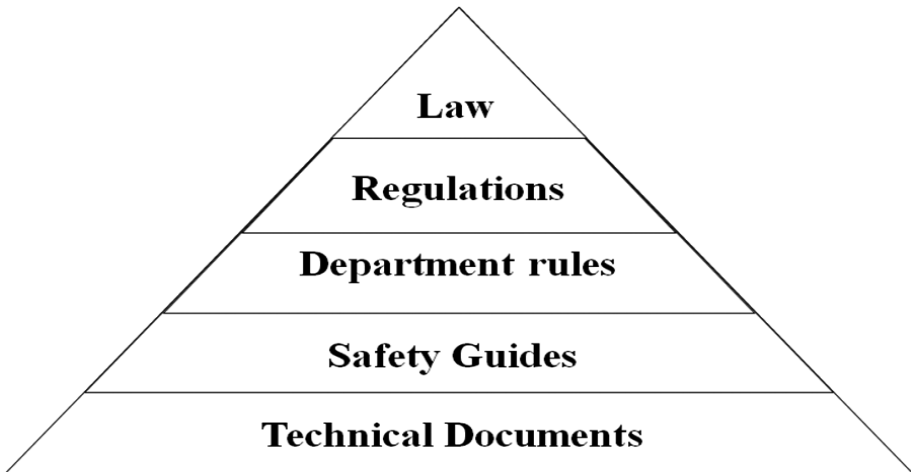 Law
Regulations
Department rules
Safety Guides
Technical Documents